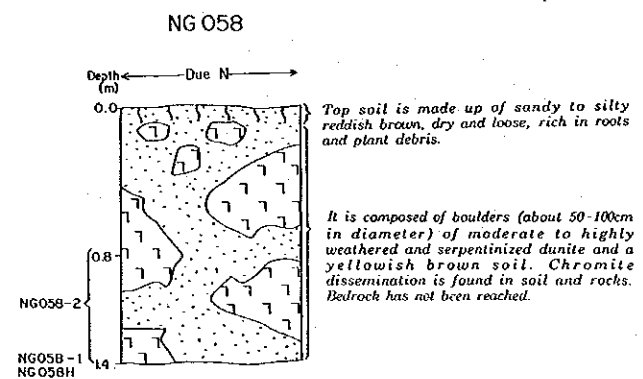 NG 058
Depth
(m)
Due N
0.0
Top soil is made up of sandy to silty
reddish brown, dry and loose, rich in roots
and plant debris.
It is composed of boulders (about 50-100cm
in diameter) of moderate to highly
weathered and serpentinized dunite and a
yellowish brown soil. Chromite
dissemination is found in soil and rocks.
Bedrock has not been reached.
0.8
NG058-2
NG058-1
NG058H
1.4